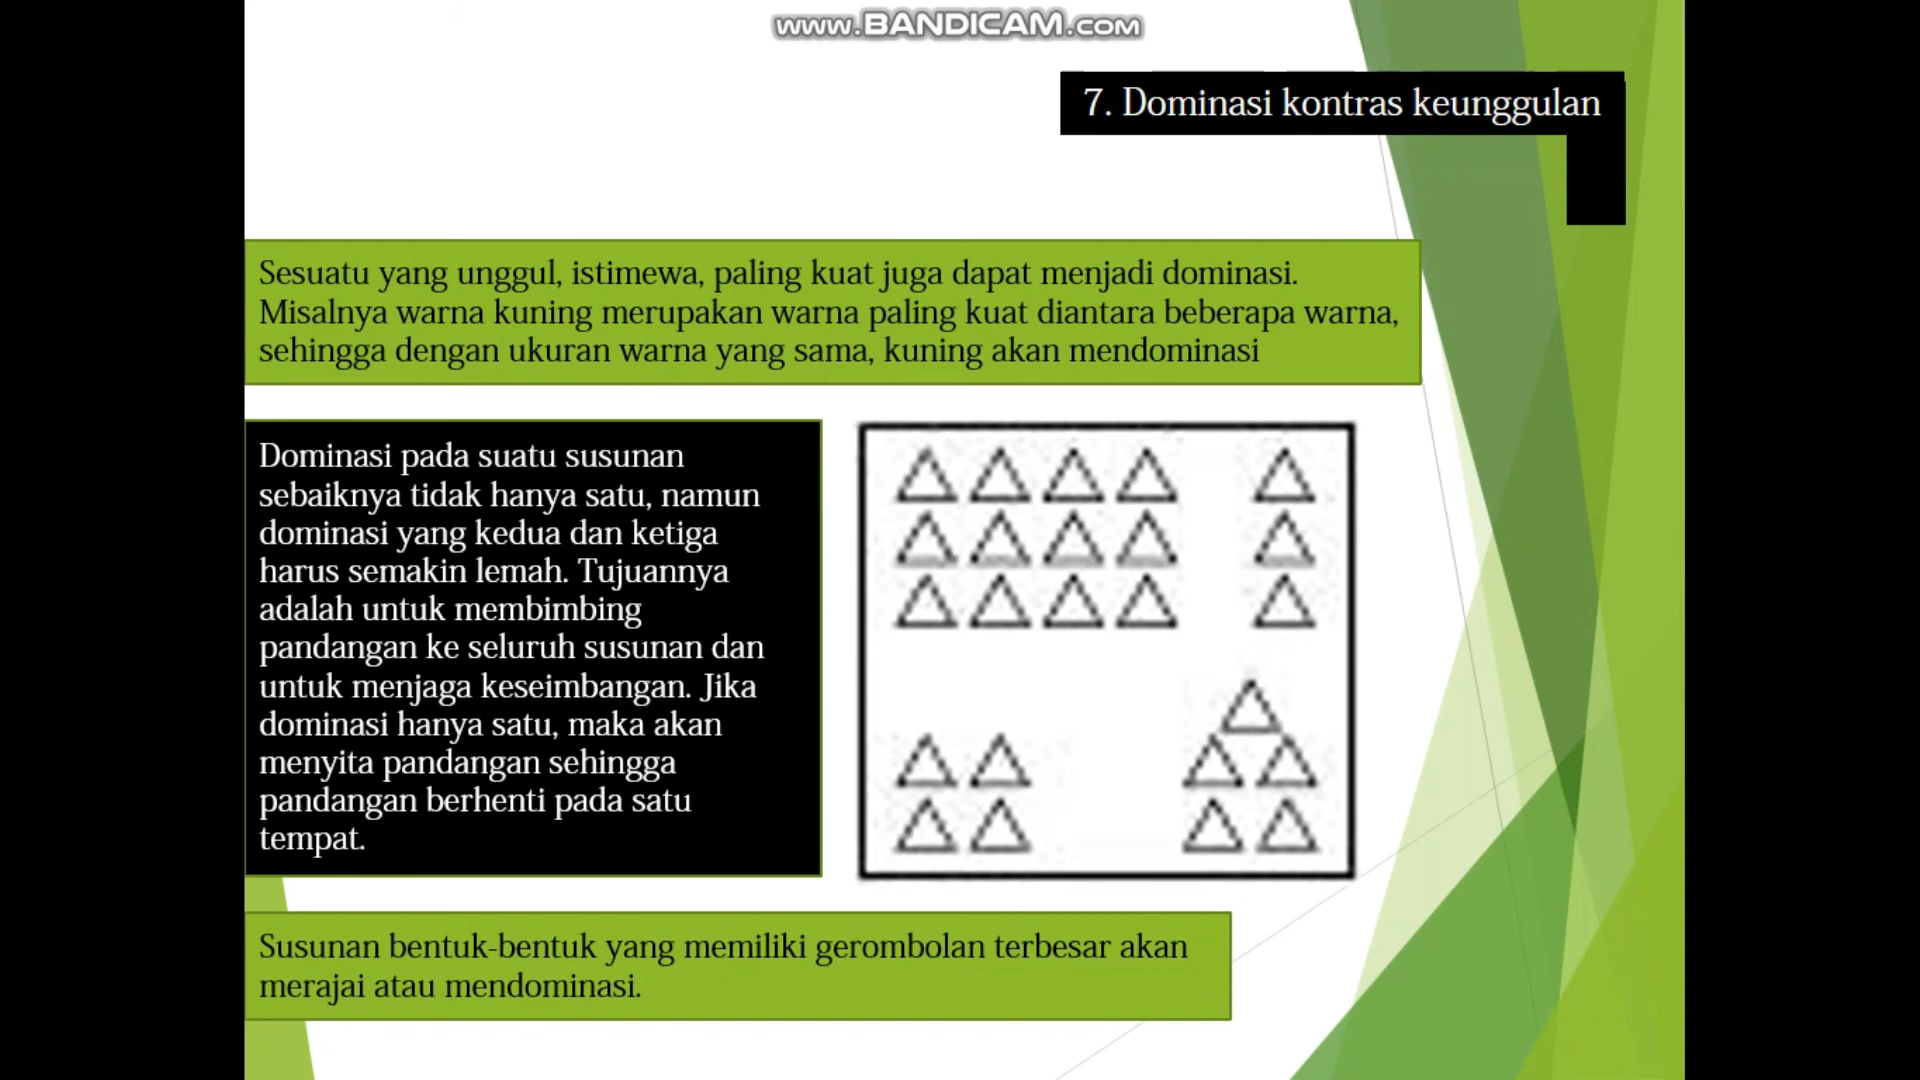 www.BANDICAM.com
7. Dominasi kontras keunggulan
Sesuatu yang unggul, istimewa, paling kuat juga dapat menjadi dominasi.
Misalnya warna kuning merupakan warna paling kuat diantara beberapa warna,
sehingga dengan ukuran warna yang sama, kuning akan mendominasi
Dominasi pada suatu susunan
sebaiknya tidak hanya satu, namun
dominasi yang kedua dan ketiga
harus semakin lemah. Tujuannya
adalah untuk membimbing
pandangan ke seluruh susunan dan
untuk menjaga keseimbangan. Jika
dominasi hanya satu, maka akan
menyita pandangan sehingga
pandangan berhenti pada satu
tempat.
Susunan bentuk-bentuk yang memiliki gerombolan terbesar akan
merajai atau mendominasi.